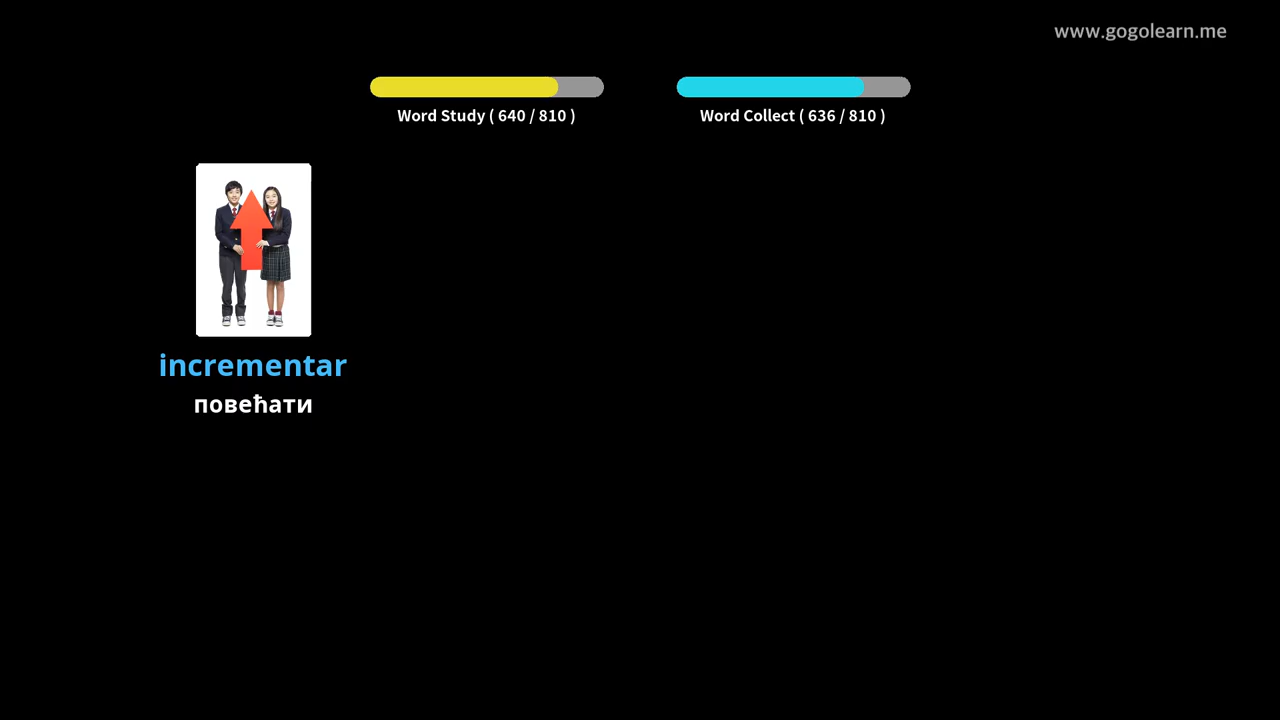 www.gogolearn.me
Word Study ( 640 / 810 )
Word Collect ( 636 / 810 )
incrementar
повећати